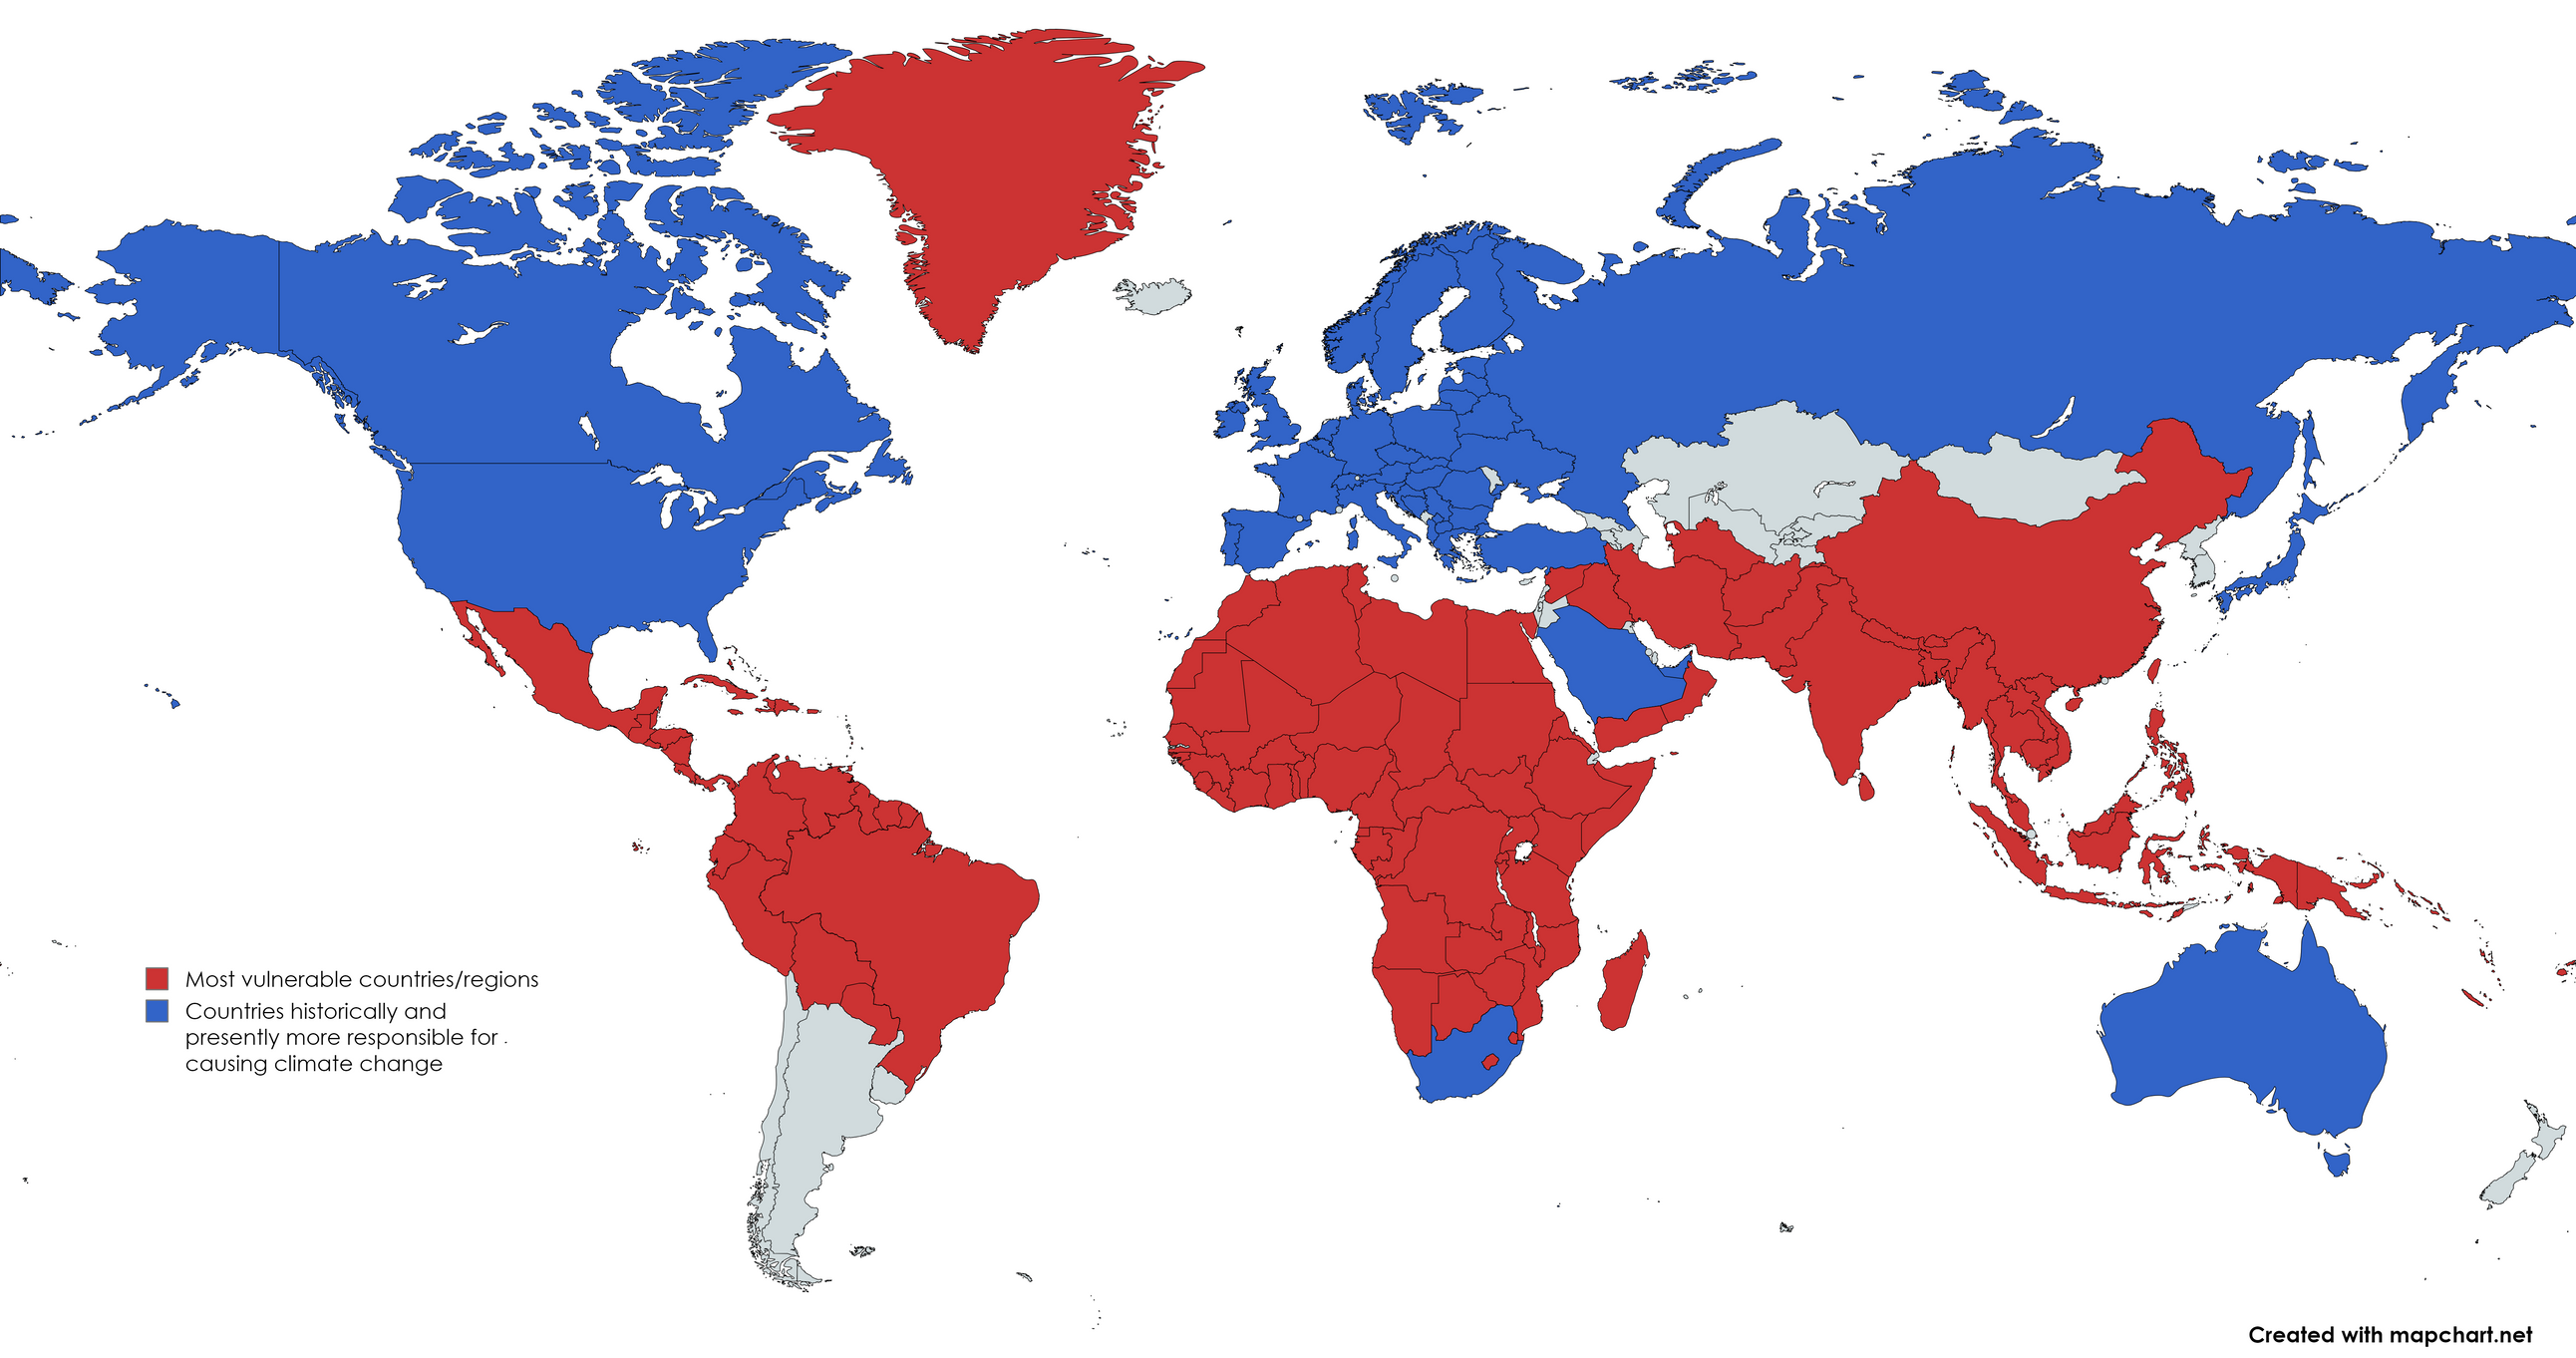 Most vulnerable countries/regions
Countries historically and
presently more responsible for
causing climate change
Created with mapchart.net